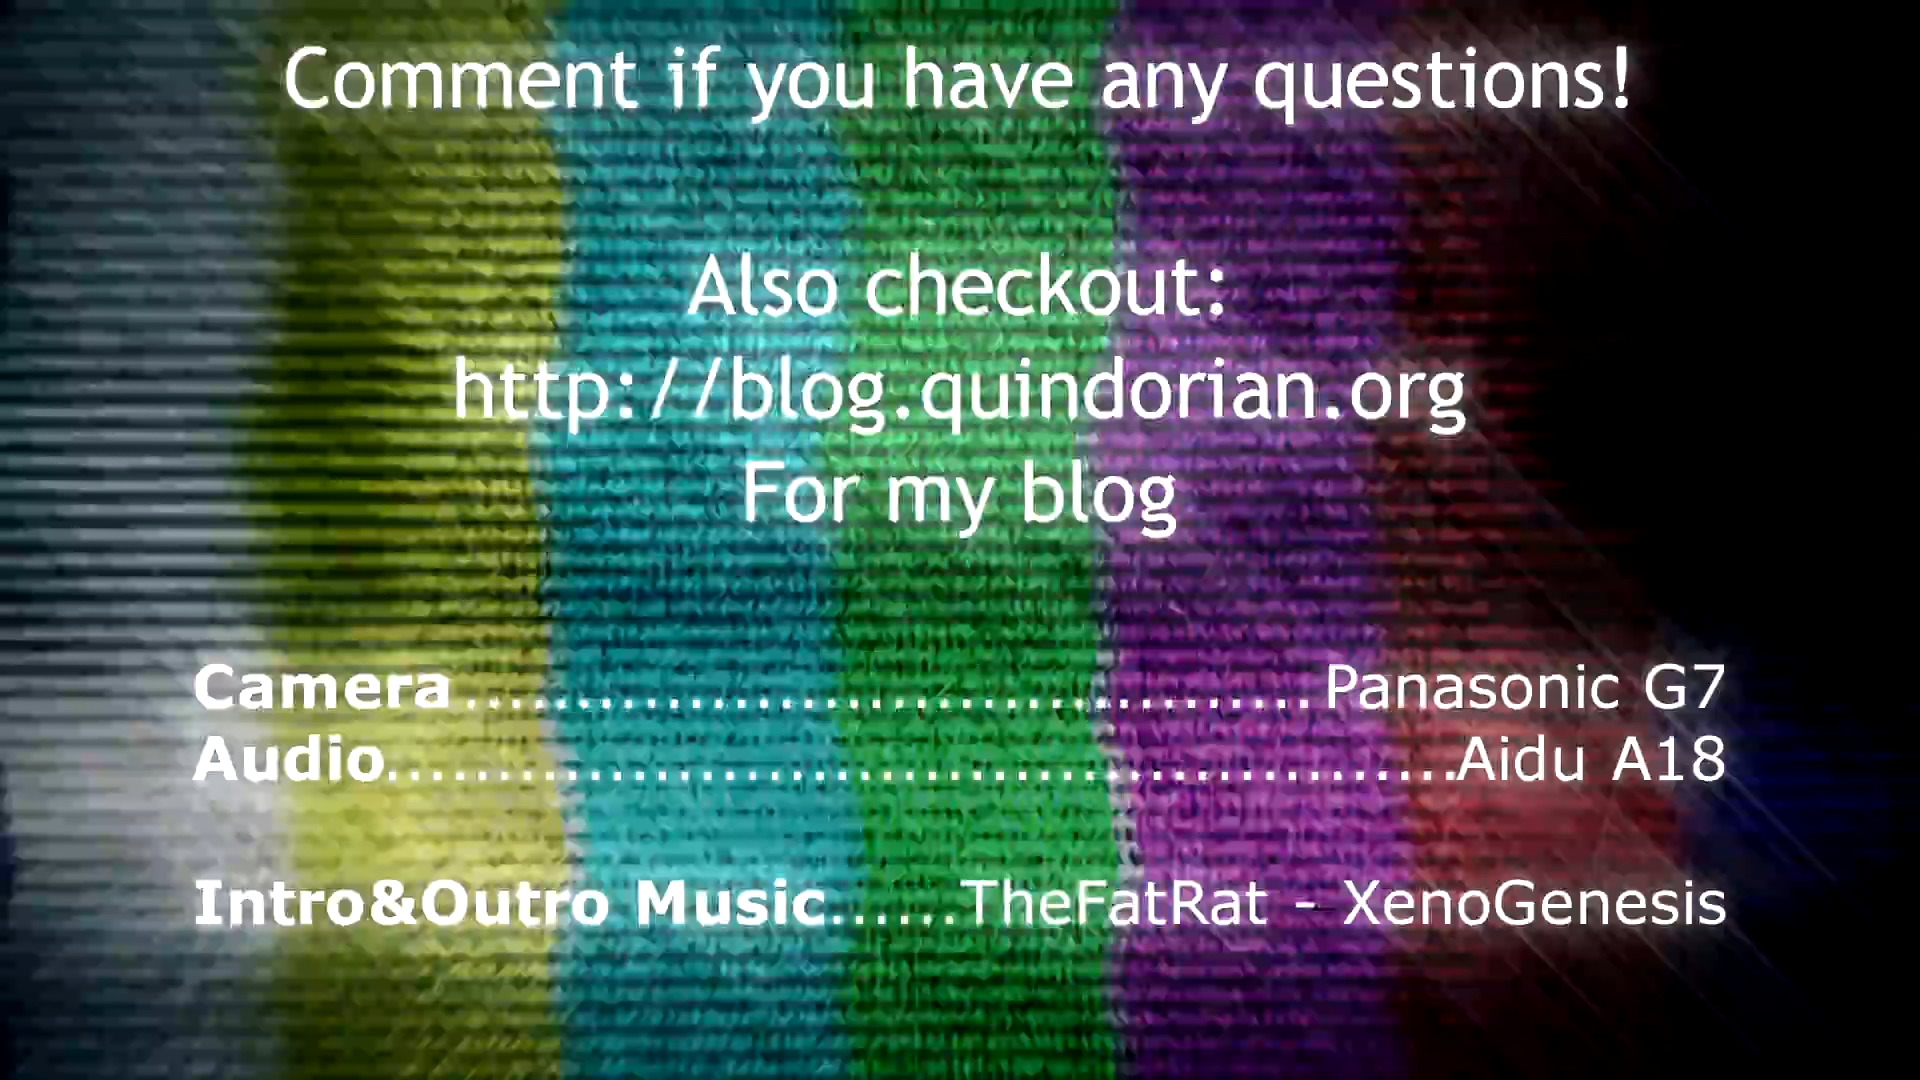 Comment if you have any questions!
Also checkout:
http://blog.quindorian.org
For my blog
Camera.......................................Panasonic G7
Audio.................................................Aidu A18
Intro&Outro Music......TheFatRat - XenoGenesis